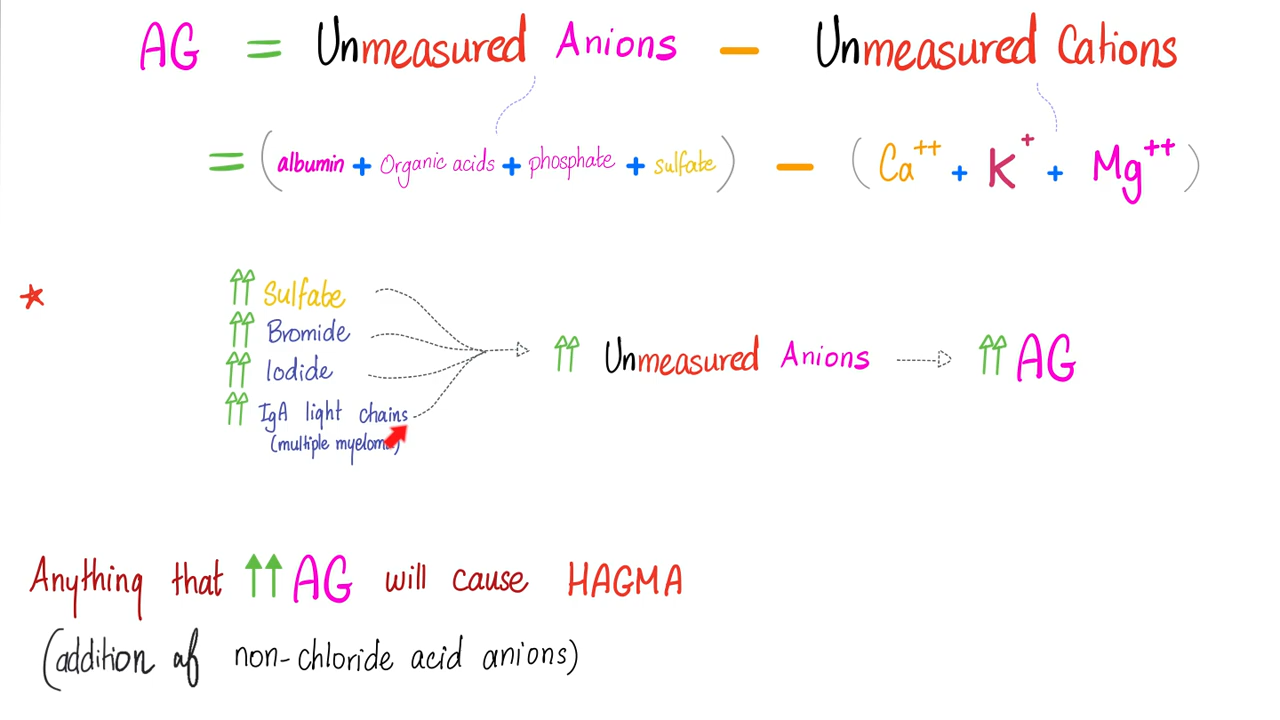 AG = Unmeasured Anions − Unmeasured Cations
= (albumin + Organic acids + phosphate + sulfate) − (Ca++ + K+ + Mg++)
↑↑ Sulfate
↑↑ Bromide
↑↑ Iodide
↑↑ IgA light chains
(multiple myeloma)
↑↑ Unmeasured Anions → ↑↑ AG
Anything that ↑↑ AG will cause HAGMA
(addition of non-chloride acid anions)